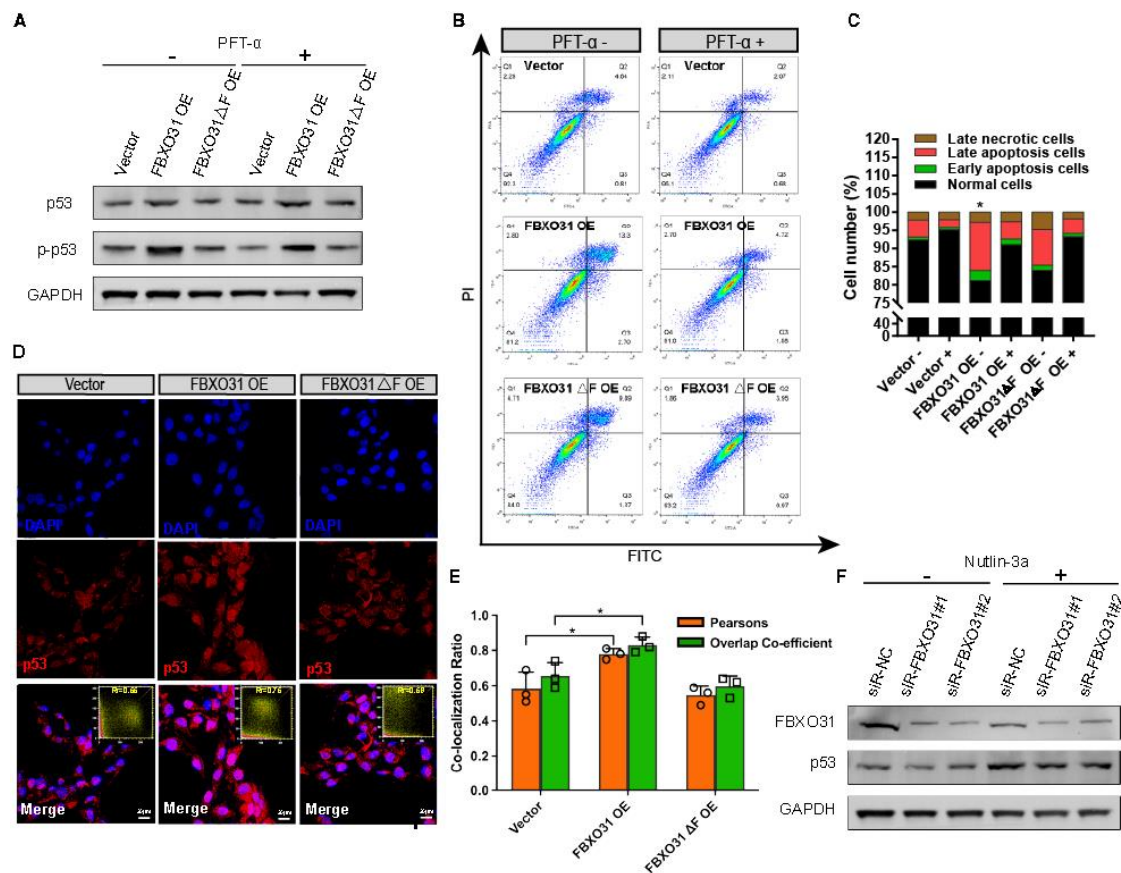 A
PFT-α
-
+
Vector
FBXO31 OE
FBXO31ΔF OE
Vector
FBXO31 OE
FBXO31ΔF OE
p53
p-p53
GAPDH
B
PFT-α -
PFT-α +
Vector
Vector
FBXO31 OE
FBXO31 OE
FBXO31 △F OE
FBXO31 △F OE
PI
FITC
C
120
115
110
105
100
95
90
85
80
75
40
0
Cell number (%)
Late necrotic cells
Late apoptosis cells
Early apoptosis cells
Normal cells
*
Vector -
Vector +
FBXO31 OE -
FBXO31 OE +
FBXO31ΔF OE -
FBXO31ΔF OE +
D
Vector
FBXO31 OE
FBXO31 △F OE
DAPI
DAPI
DAPI
p53
p53
p53
Merge
Merge
Merge
E
Co-localization Ratio
1.0
0.8
0.6
0.4
0.2
0.0
*
*
Pearsons
Overlap Co-efficient
Vector
FBXO31 OE
FBXO31 ΔF OE
F
Nutlin-3a
-
+
siR-NC
siR-FBXO31#1
siR-FBXO31#2
siR-NC
siR-FBXO31#1
siR-FBXO31#2
FBXO31
p53
GAPDH